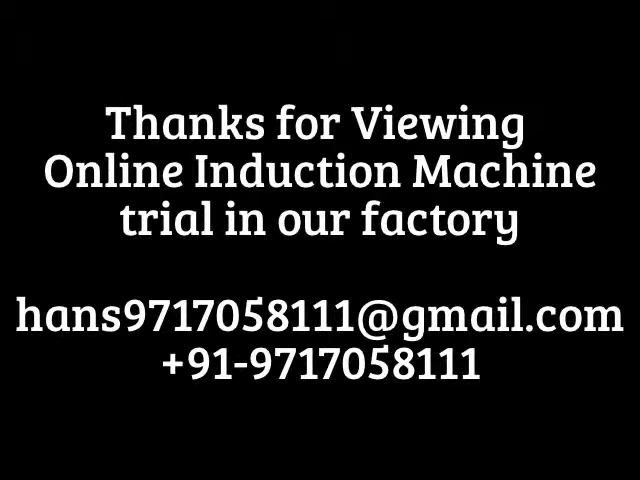 Thanks for Viewing
Online Induction Machine
trial in our factory
hans9717058111@gmail.com
+91-9717058111